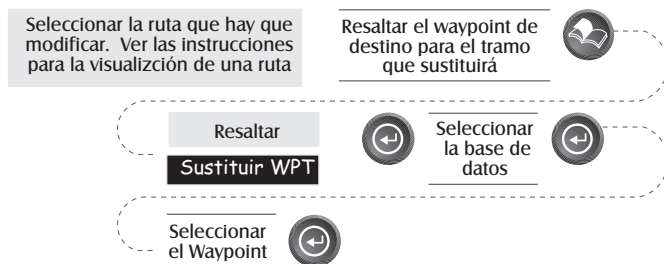 Seleccionar la ruta que hay que
modificar. Ver las instrucciones
para la visualizción de una ruta
Resaltar el waypoint de
destino para el tramo
que sustituirá
Resaltar
Sustituir WPT
Seleccionar
la base de
datos
Seleccionar
el Waypoint